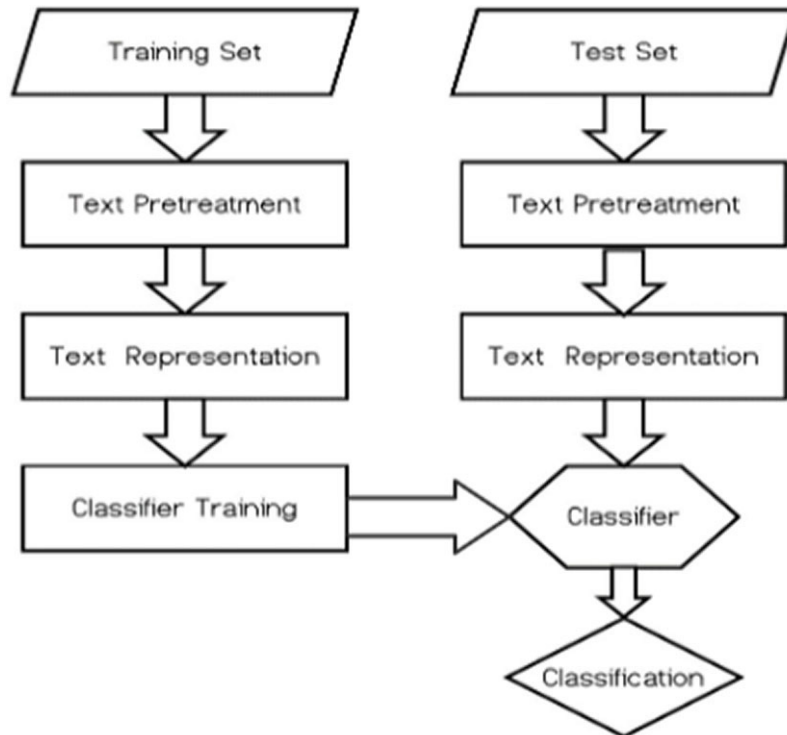 Training Set
Test Set
Text Pretreatment
Text Pretreatment
Text Representation
Text Representation
Classifier Training
Classifier
Classification